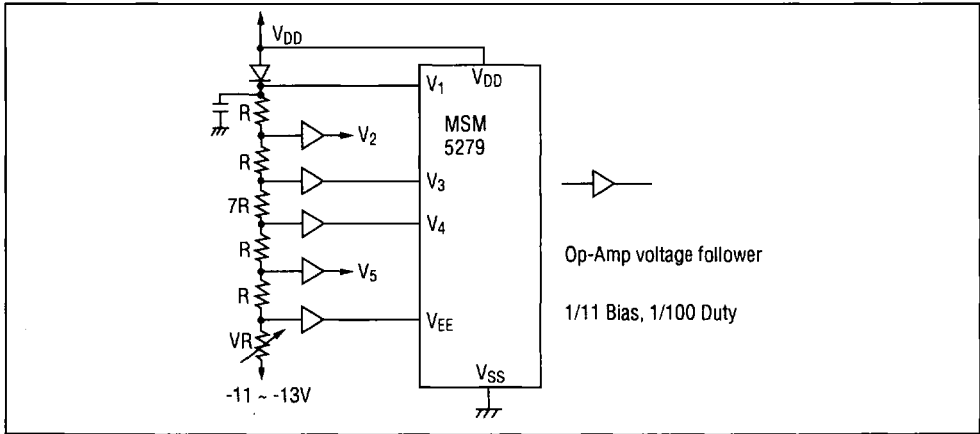 VDD
VDD
V1
R
MSM
5279
V2
R
V3
7R
V4
R
Op-Amp voltage follower
V5
R
1/11 Bias, 1/100 Duty
VEE
VR
VSS
-11 ~ -13V